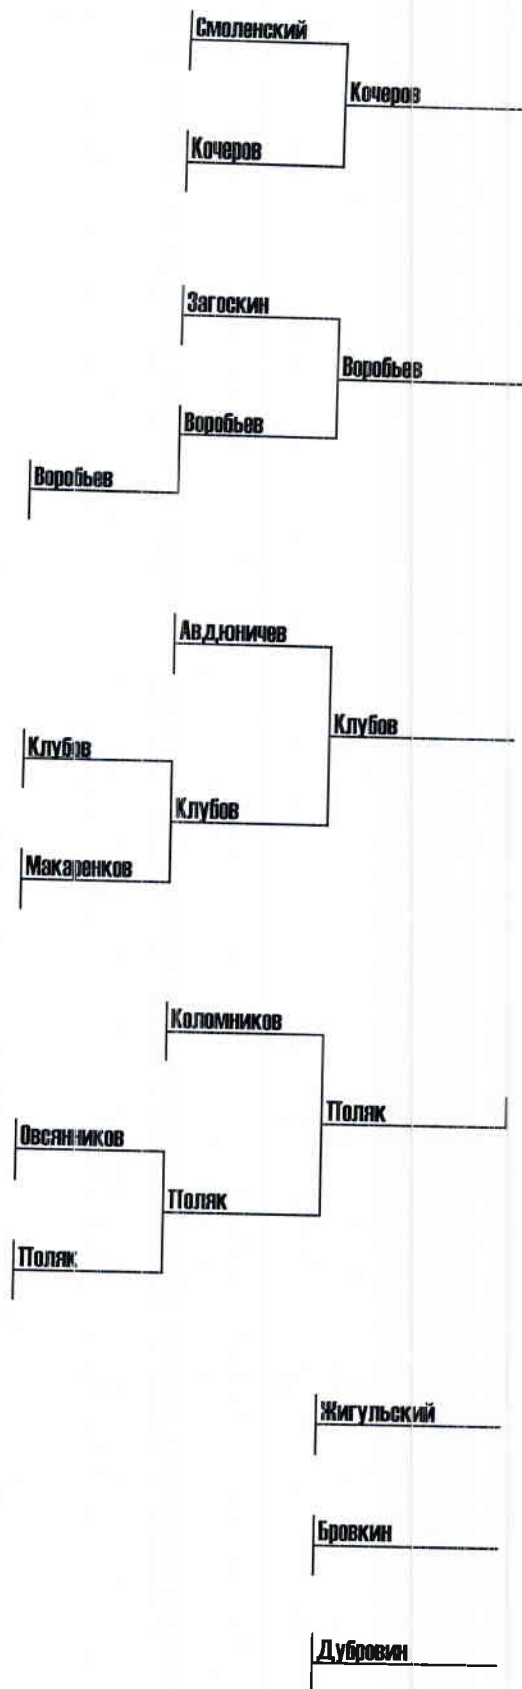 Смоленский
Кочеров
Кочеров
Загоскин
Воробьев
Воробьев
Воробьев
Авдюничев
Клубов
Клубов
Клубов
Макаренков
Коломников
Поляк
Овсянников
Поляк
Поляк
Жигульский
Бровкин
Дубровин